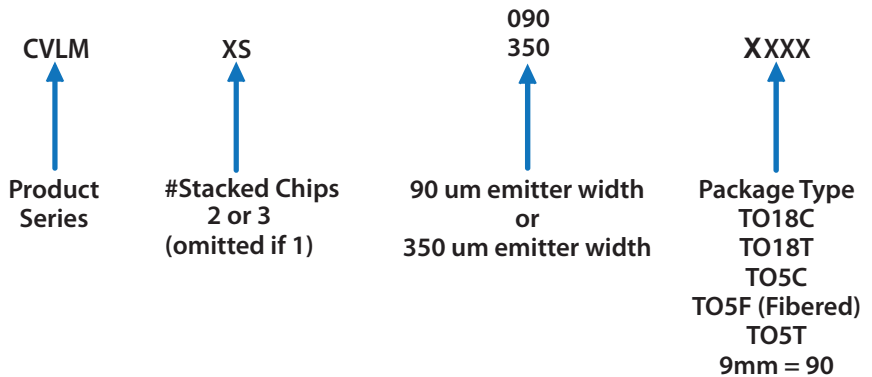 090
CVLM XS 350 XXXX
Product Series
#Stacked Chips
2 or 3
(omitted if 1)
90 um emitter width
or
350 um emitter width
Package Type
TO18C
TO18T
TO5C
TO5F (Fibered)
TO5T
9mm = 90